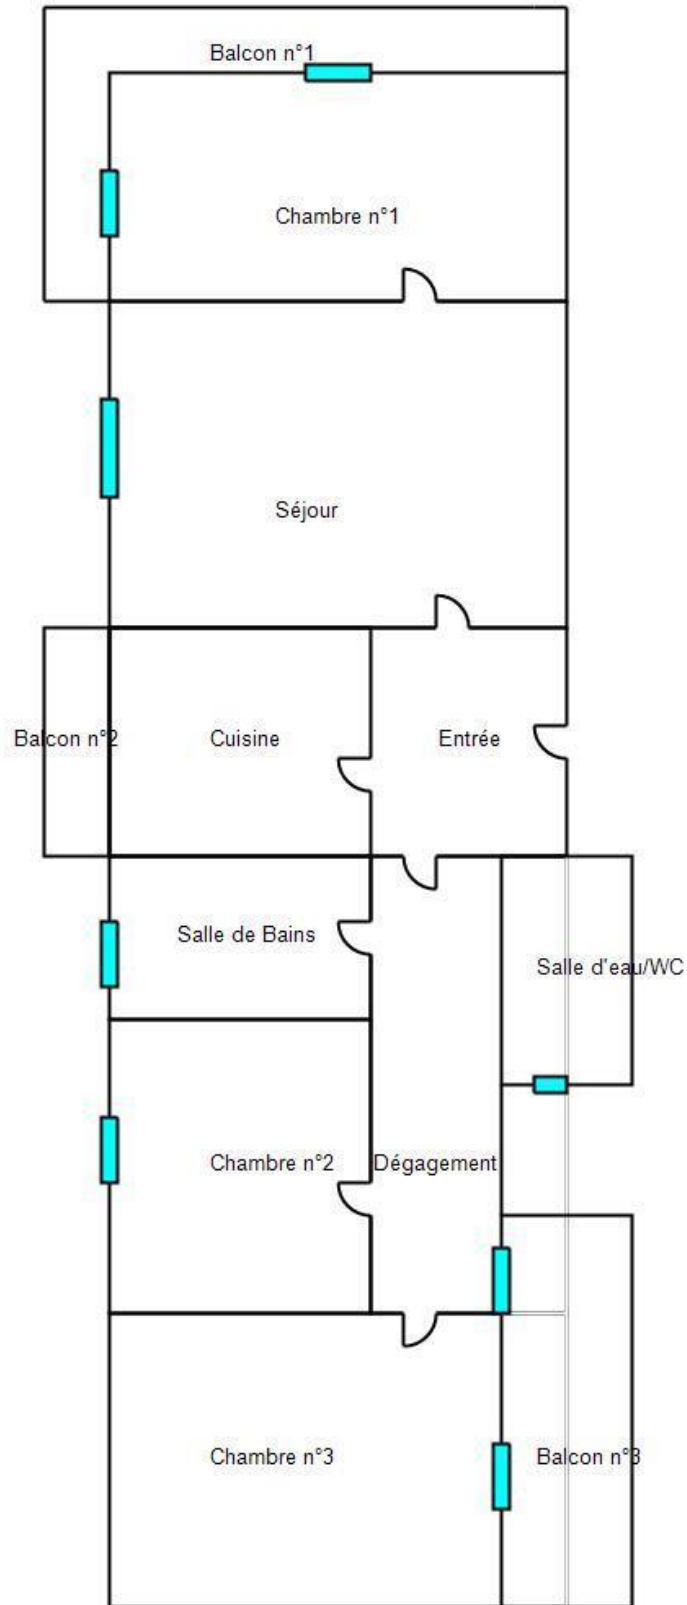 Balcon n°1
Chambre n°1
Séjour
Balcon n°2
Cuisine
Entrée
Salle de Bains
Salle d'eau/WC
Chambre n°2
Dégagement
Chambre n°3
Balcon n°3